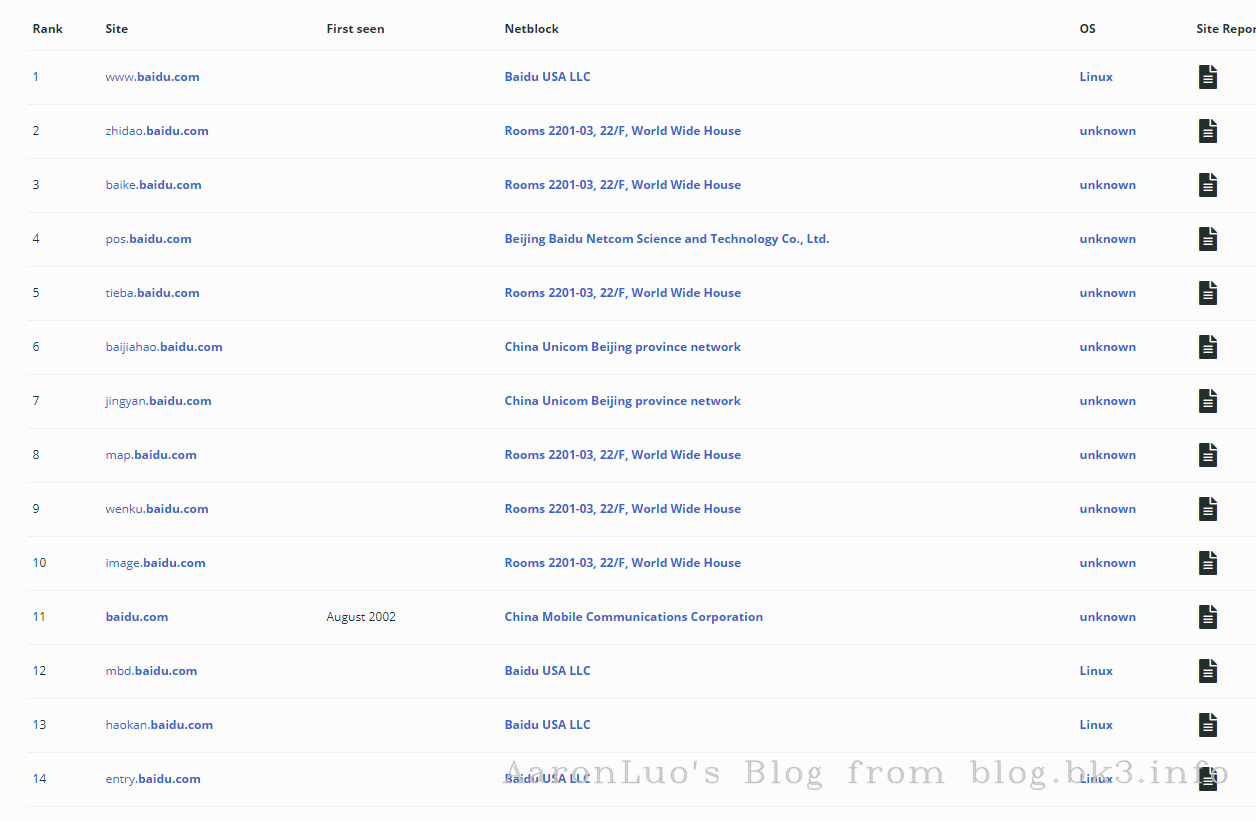 Rank Site First seen Netblock OS Site Repor
1 www.baidu.com Baidu USA LLC Linux
2 zhidao.baidu.com Rooms 2201-03, 22/F, World Wide House unknown
3 baike.baidu.com Rooms 2201-03, 22/F, World Wide House unknown
4 pos.baidu.com Beijing Baidu Netcom Science and Technology Co., Ltd. unknown
5 tieba.baidu.com Rooms 2201-03, 22/F, World Wide House unknown
6 baijiahao.baidu.com China Unicom Beijing province network unknown
7 jingyan.baidu.com China Unicom Beijing province network unknown
8 map.baidu.com Rooms 2201-03, 22/F, World Wide House unknown
9 wenku.baidu.com Rooms 2201-03, 22/F, World Wide House unknown
10 image.baidu.com Rooms 2201-03, 22/F, World Wide House unknown
11 baidu.com August 2002 China Mobile Communications Corporation unknown
12 mbd.baidu.com Baidu USA LLC Linux
13 haokan.baidu.com Baidu USA LLC Linux
14 entry.baidu.com Baidu USA LLC Linux
AaronLuo's Blog from blog.bk3.info